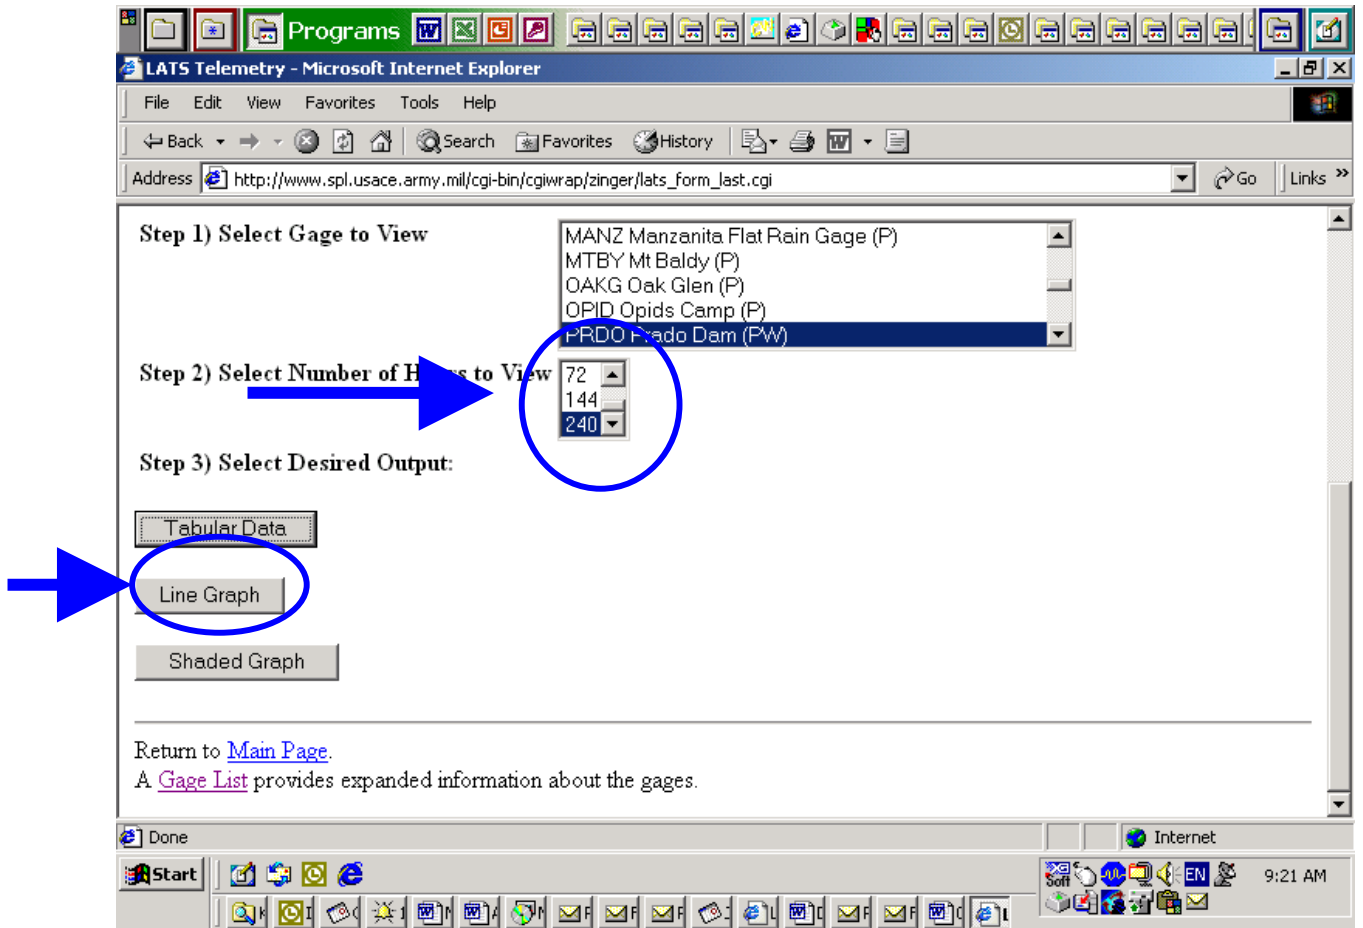 Programs
LATS Telemetry - Microsoft Internet Explorer
File Edit View Favorites Tools Help
Back Search Favorites History
Address http://www.spl.usace.army.mil/cgi-bin/cgiwrap/zinger/lats_form_last.cgi Go Links »
Step 1) Select Gage to View
MANZ Manzanita Flat Rain Gage (P)
MTBY Mt Baldy (P)
OAKG Oak Glen (P)
OPID Opids Camp (P)
PRDO Prado Dam (PW)
Step 2) Select Number of Hours to View
72
144
240
Step 3) Select Desired Output:
Tabular Data
Line Graph
Shaded Graph
Return to Main Page.
A Gage List provides expanded information about the gages.
Done Internet
Start Soft EN 9:21 AM